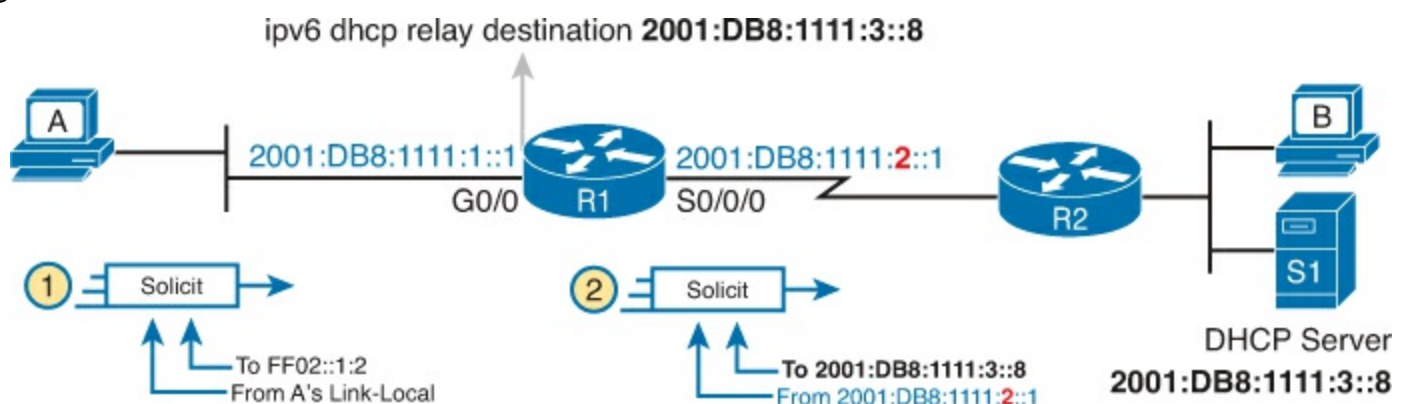 ipv6 dhcp relay destination 2001:DB8:1111:3::8
A
2001:DB8:1111:1::1
G0/0
R1
2001:DB8:1111:2::1
S0/0/0
R2
B
S1
DHCP Server
2001:DB8:1111:3::8
1
Solicit
To FF02::1:2
From A's Link-Local
2
Solicit
To 2001:DB8:1111:3::8
From 2001:DB8:1111:2::1